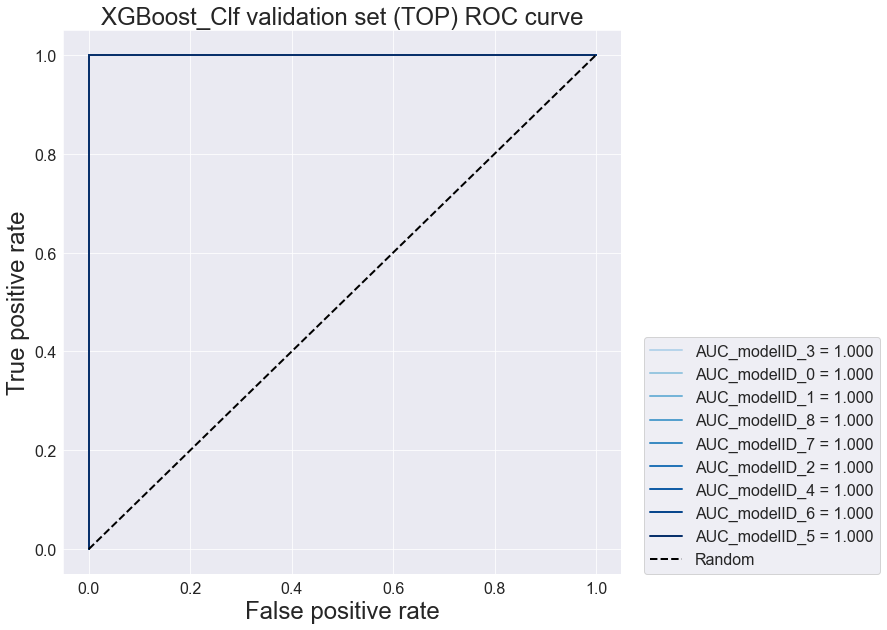 XGBoost_Clf validation set (TOP) ROC curve
True positive rate
1.0
0.8
0.6
0.4
0.2
0.0
0.0 0.2 0.4 0.6 0.8 1.0
False positive rate
AUC_modelID_3 = 1.000
AUC_modelID_0 = 1.000
AUC_modelID_1 = 1.000
AUC_modelID_8 = 1.000
AUC_modelID_7 = 1.000
AUC_modelID_2 = 1.000
AUC_modelID_4 = 1.000
AUC_modelID_6 = 1.000
AUC_modelID_5 = 1.000
Random